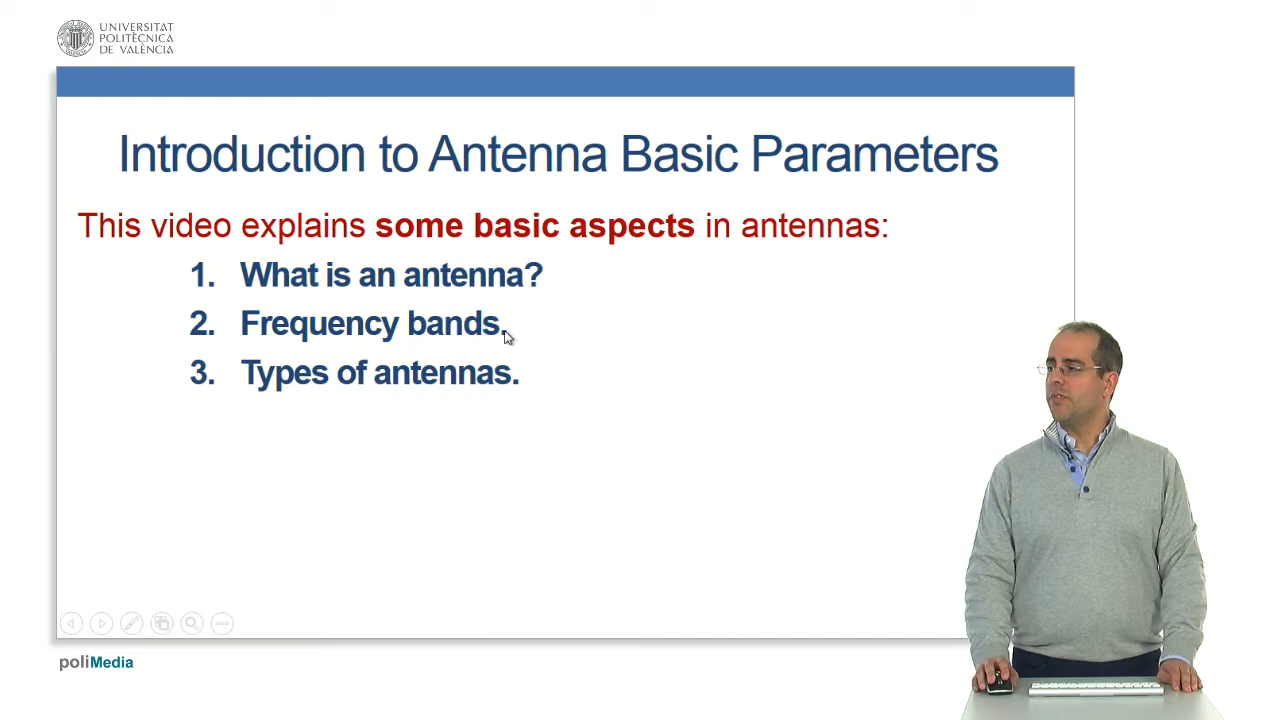 UNIVERSITAT
POLITÈCNICA
DE VALÈNCIA
Introduction to Antenna Basic Parameters
This video explains some basic aspects in antennas:
1. What is an antenna?
2. Frequency bands.
3. Types of antennas.
poliMedia